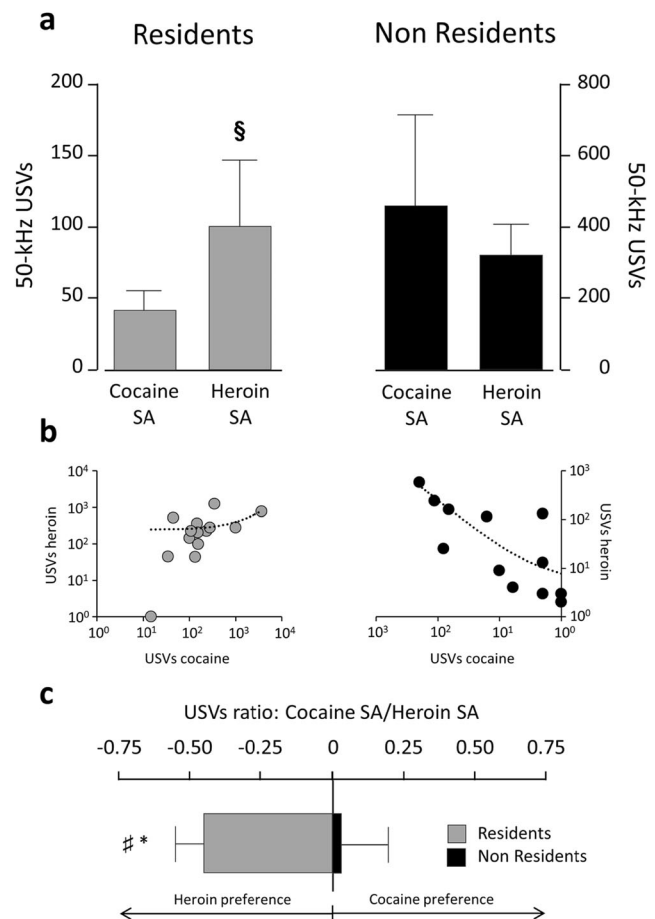 a
Residents
Non Residents
50-kHz USVs
200
150
100
50
0
§
Cocaine
SA
Heroin
SA
800
600
400
200
0
50-kHz USVs
Cocaine
SA
Heroin
SA
b
USVs heroin
10⁴
10³
10²
10¹
10⁰
10⁰ 10¹ 10² 10³ 10⁴
USVs cocaine
10³
10²
10¹
10⁰
USVs heroin
10³ 10² 10¹ 10⁰
USVs cocaine
c
USVs ratio: Cocaine SA/Heroin SA
-0.75 -0.50 -0.25 0 0.25 0.50 0.75
♯ *
Residents
Non Residents
Heroin preference
Cocaine preference